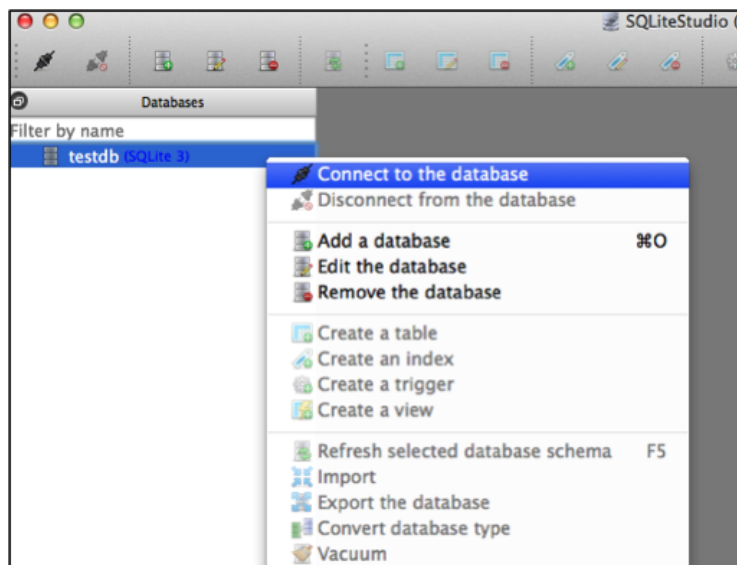 SQLiteStudio (
Databases
Filter by name
testdb (SQLite 3)
Connect to the database
Disconnect from the database
Add a database ⌘O
Edit the database
Remove the database
Create a table
Create an index
Create a trigger
Create a view
Refresh selected database schema F5
Import
Export the database
Convert database type
Vacuum